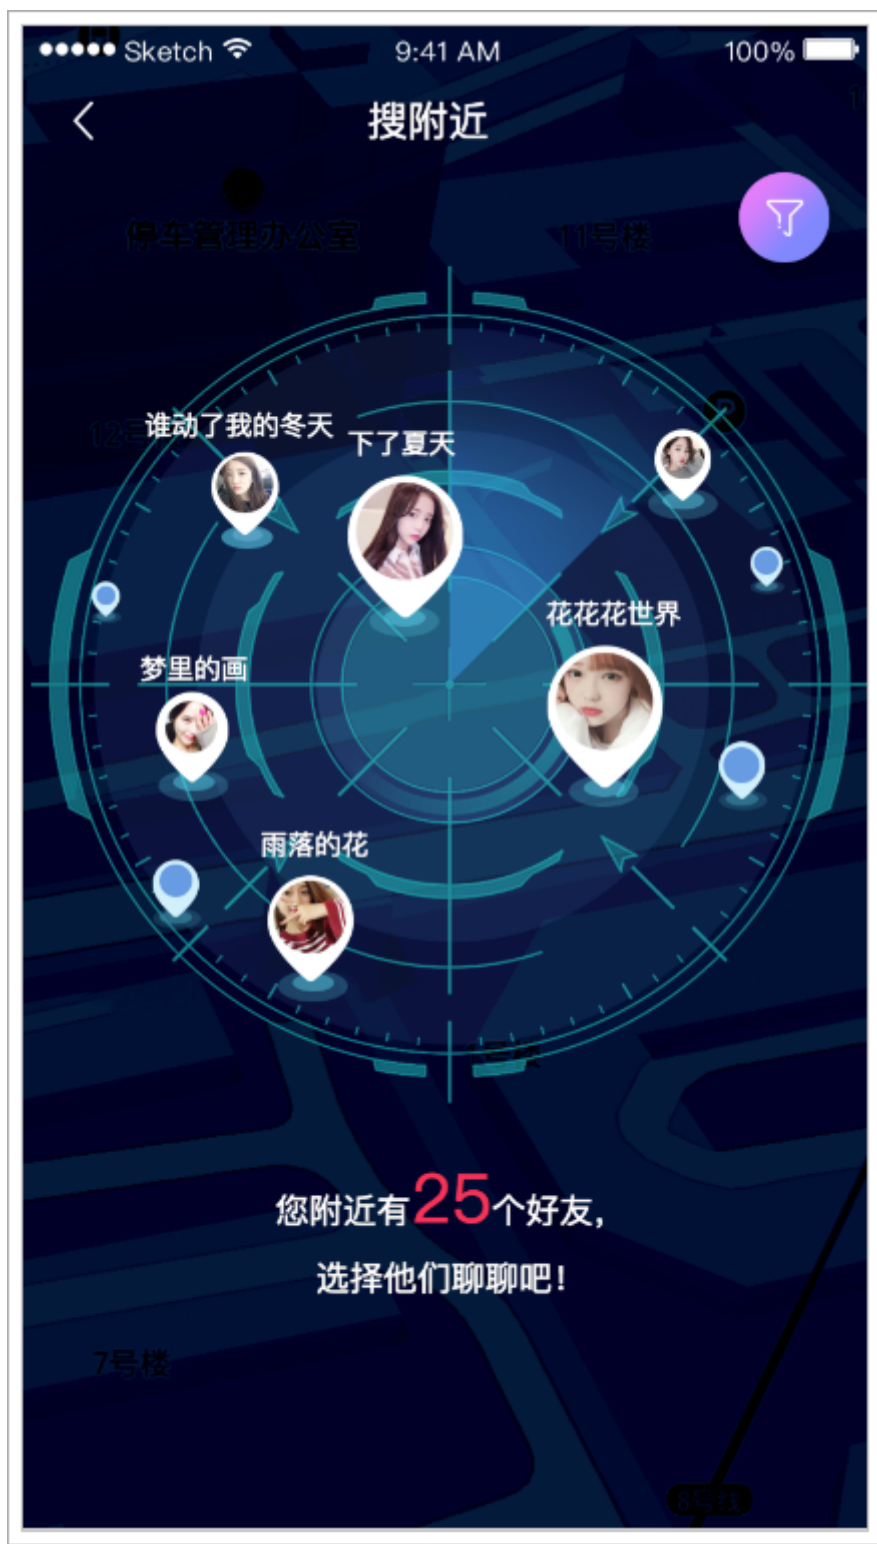 Sketch 9:41 AM 100%
搜附近
停车管理办公室
11号楼
谁动了我的冬天
下了夏天
花花花世界
梦里的画
雨落的花
您附近有25个好友,
选择他们聊聊吧!
7号楼
8号线